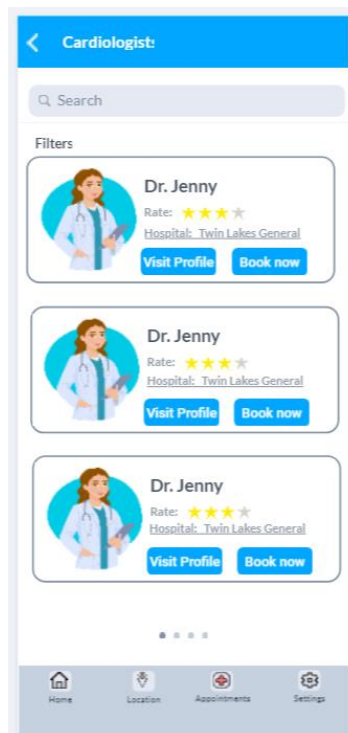 Cardiologists
Search
Filters
Dr. Jenny
Rate:
Hospital: Twin Lakes General
Visit Profile Book now
Dr. Jenny
Rate:
Hospital: Twin Lakes General
Visit Profile Book now
Dr. Jenny
Rate:
Hospital: Twin Lakes General
Visit Profile Book now
Home Location Appointments Settings